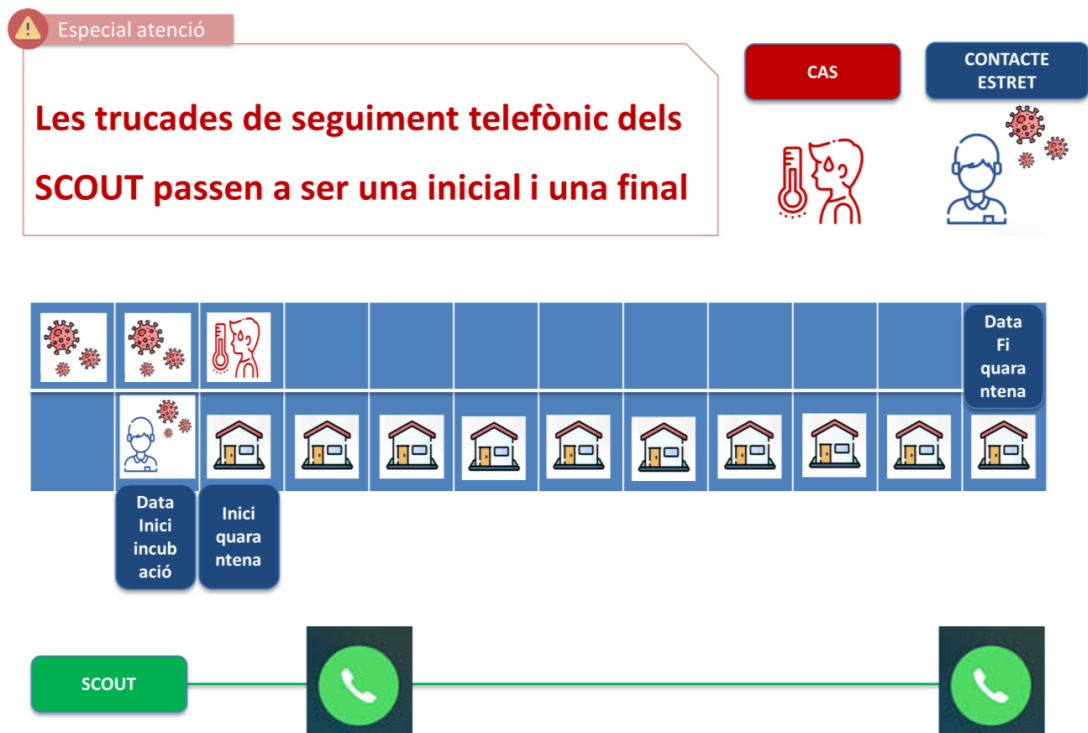 Especial atenció
Les trucades de seguiment telefònic dels
SCOUT passen a ser una inicial i una final
CAS
CONTACTE
ESTRET
Data
Fi
quara
ntena
Data
Inici
incub
ació
Inici
quara
ntena
SCOUT